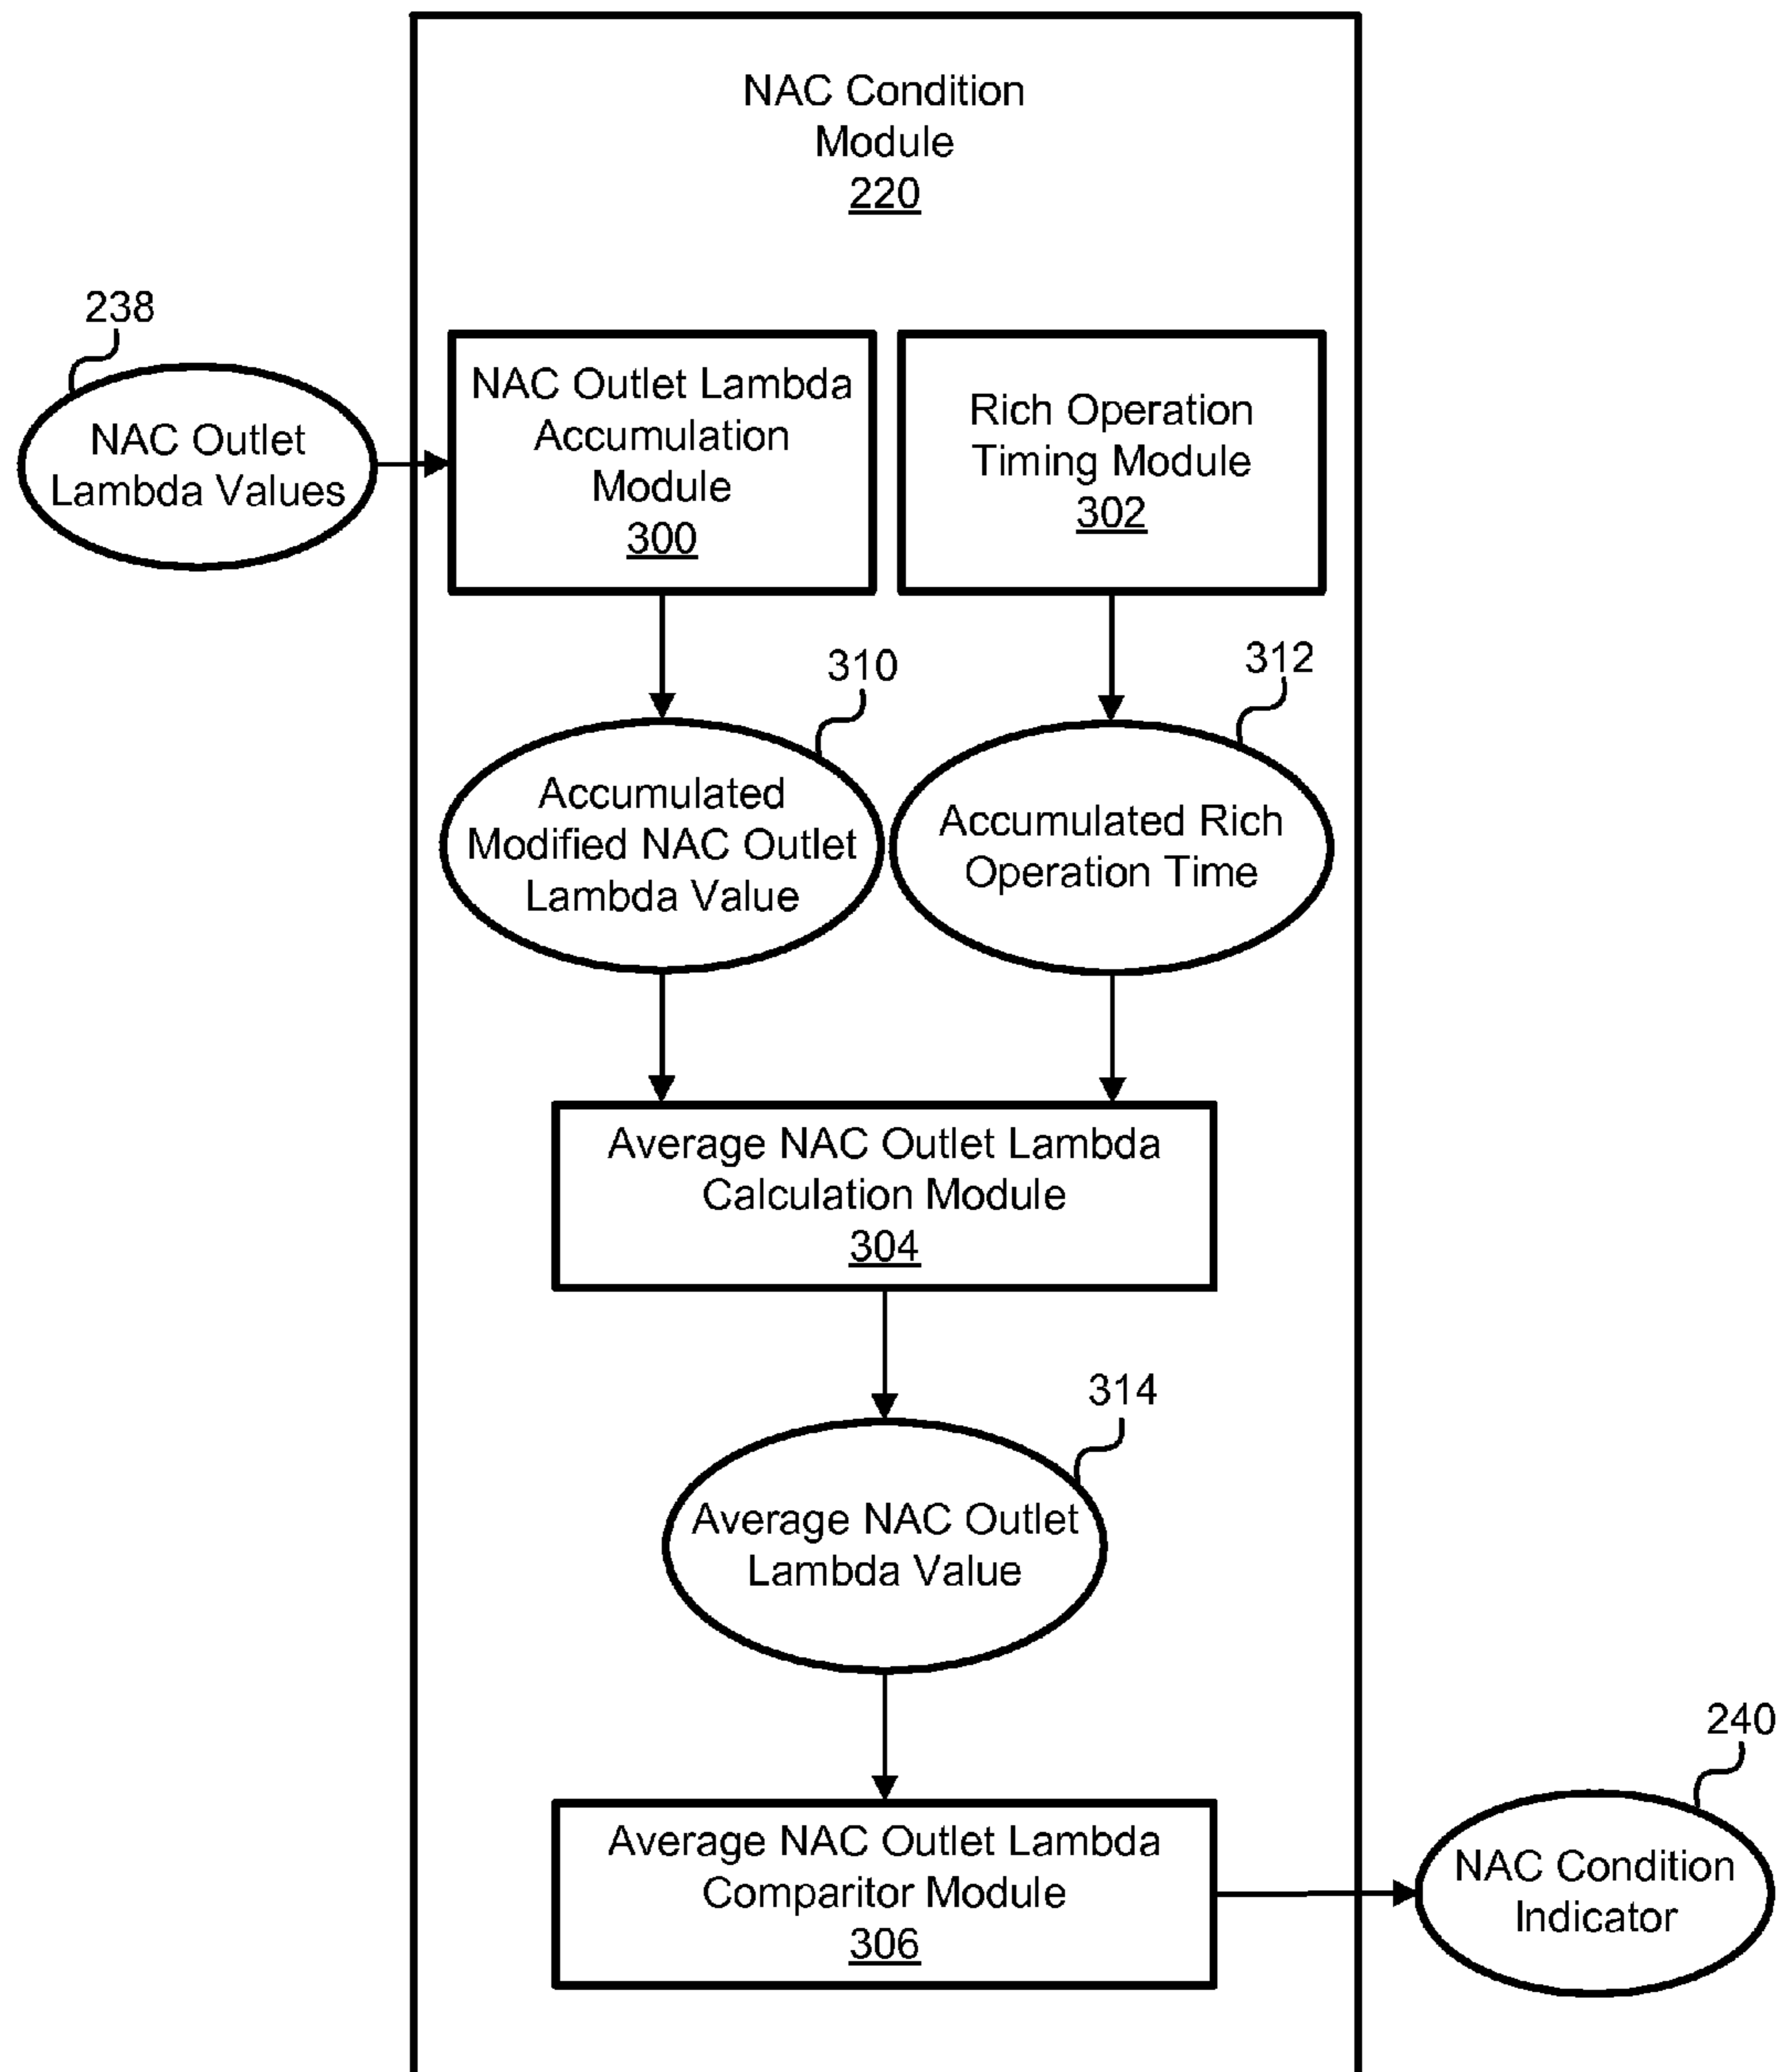 NAC Condition
Module
220
238
NAC Outlet
Lambda Values
NAC Outlet Lambda
Accumulation
Module
300
Rich Operation
Timing Module
302
310
312
Accumulated
Modified NAC Outlet
Lambda Value
Accumulated Rich
Operation Time
Average NAC Outlet Lambda
Calculation Module
304
314
Average NAC Outlet
Lambda Value
240
Average NAC Outlet Lambda
Comparitor Module
306
NAC Condition
Indicator